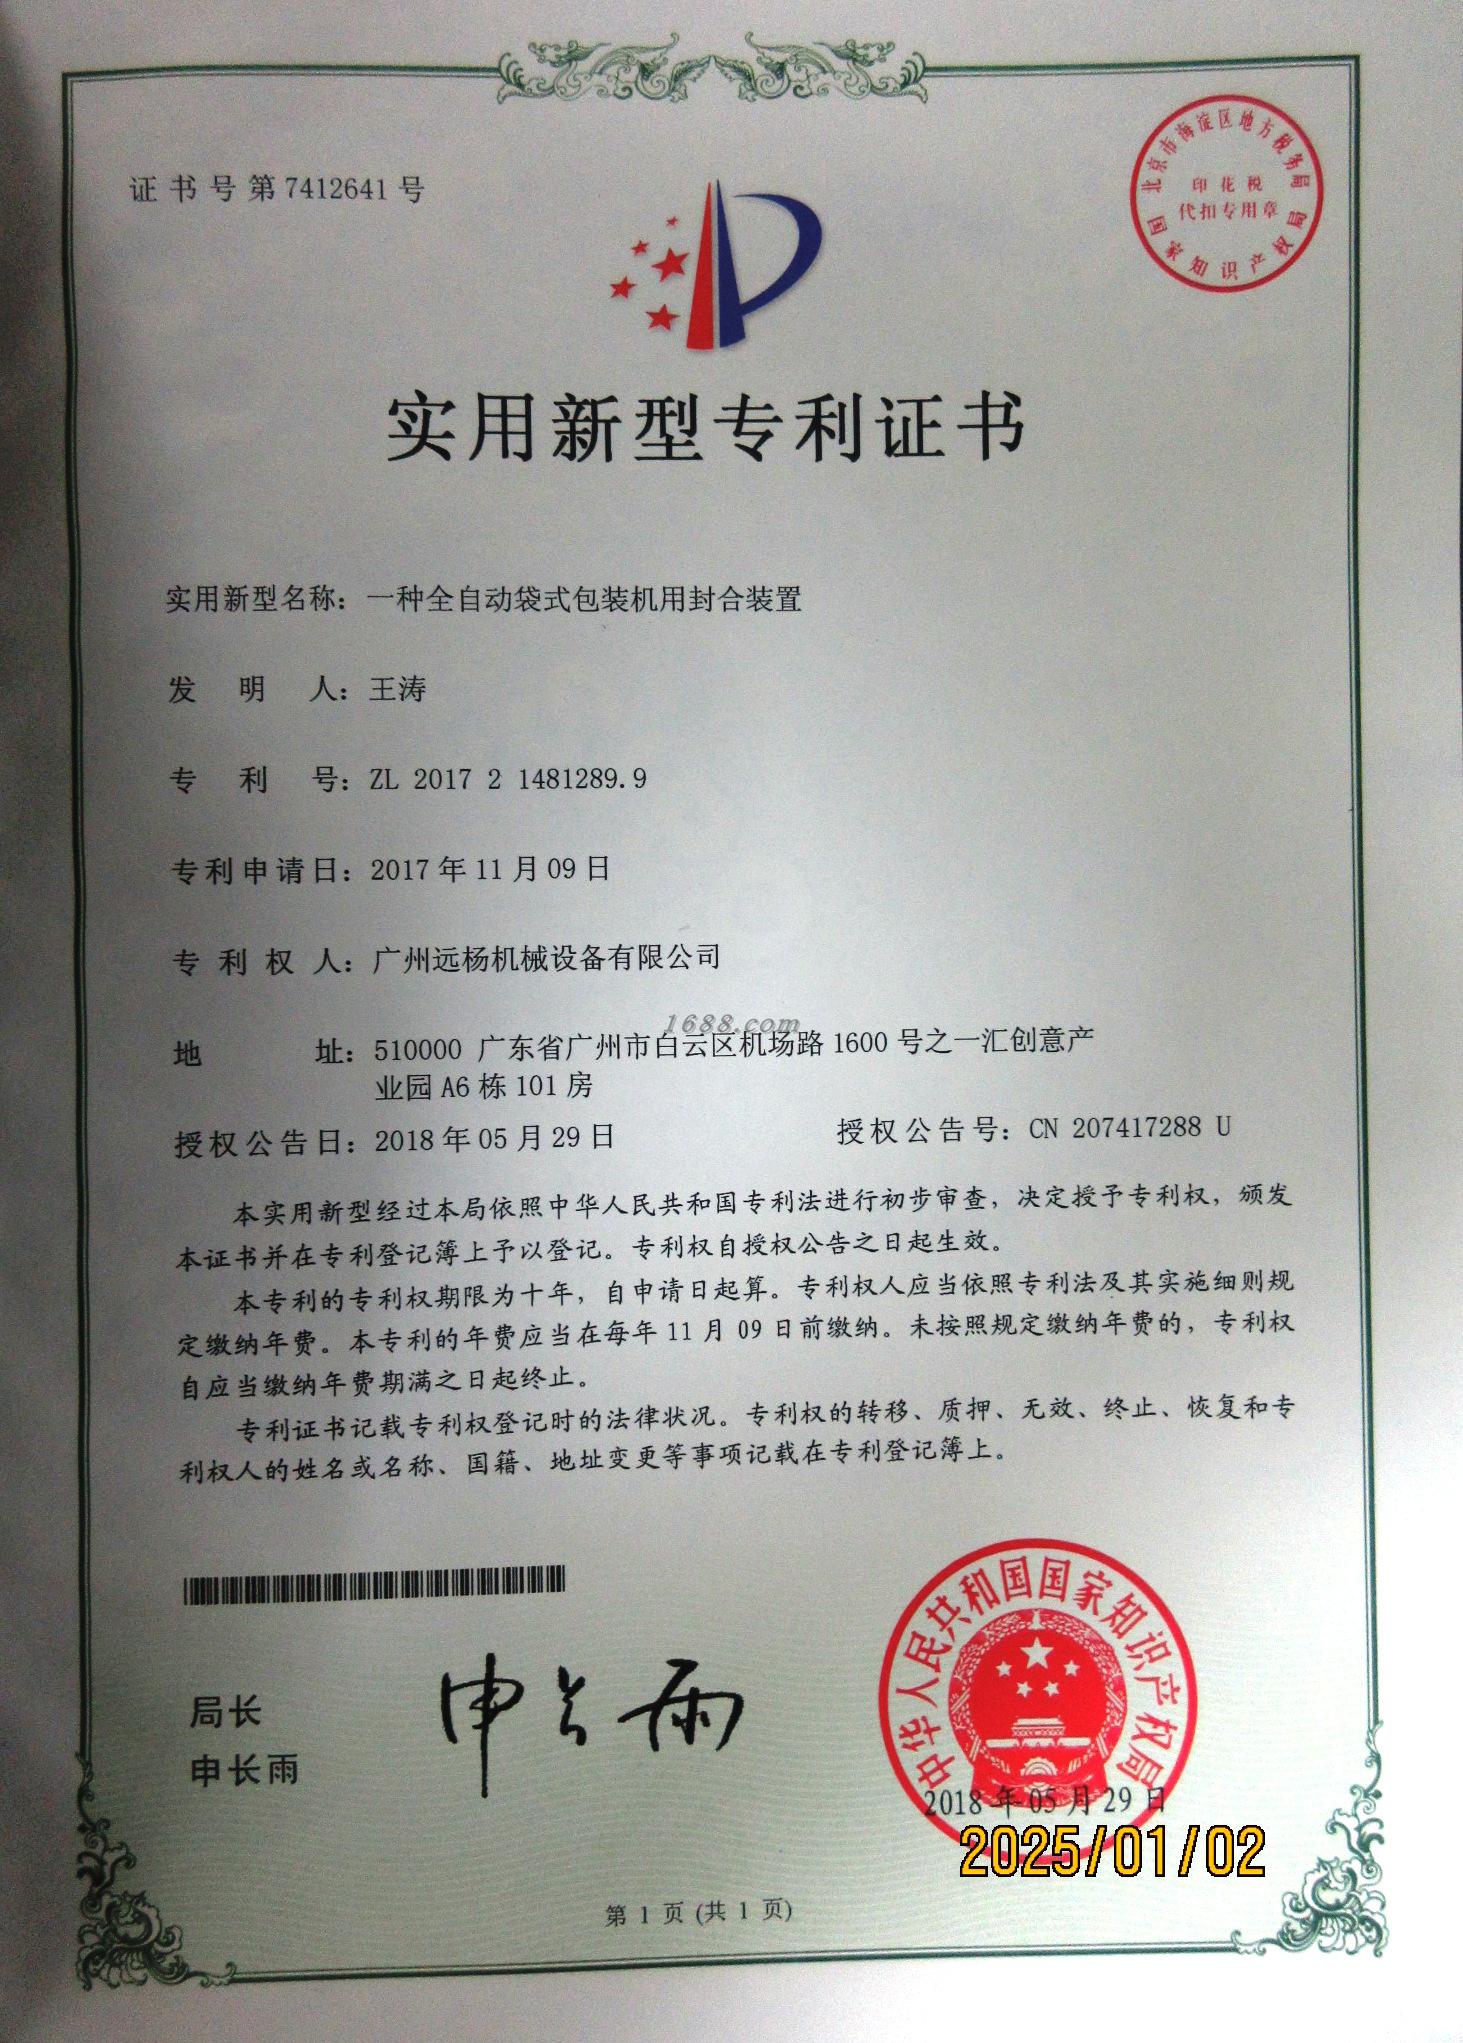 证书号第7412641号
北京市海淀区地方税务局
印花税
代扣专用章
国家知识产权局
实用新型专利证书
实用新型名称：一种全自动袋式包装机用封合装置
发明人：王涛
专利号：ZL 2017 2 1481289.9
专利申请日：2017年11月09日
专利权人：广州远杨机械设备有限公司
1688.com
地址：510000 广东省广州市白云区机场路1600号之一汇创意产
业园A6栋101房
授权公告日：2018年05月29日 授权公告号：CN 207417288 U
本实用新型经过本局依照中华人民共和国专利法进行初步审查，决定授予专利权，颁发
本证书并在专利登记簿上予以登记。专利权自授权公告之日起生效。
本专利的专利权期限为十年，自申请日起算。专利权人应当依照专利法及其实施细则规
定缴纳年费。本专利的年费应当在每年11月09日前缴纳。未按照规定缴纳年费的，专利权
自应当缴纳年费期满之日起终止。
专利证书记载专利权登记时的法律状况。专利权的转移、质押、无效、终止、恢复和专
利权人的姓名或名称、国籍、地址变更等事项记载在专利登记簿上。
局长
申长雨
申长雨
中华人民共和国国家知识产权局
2018年05月29日
2025/01/02
第1页(共1页)